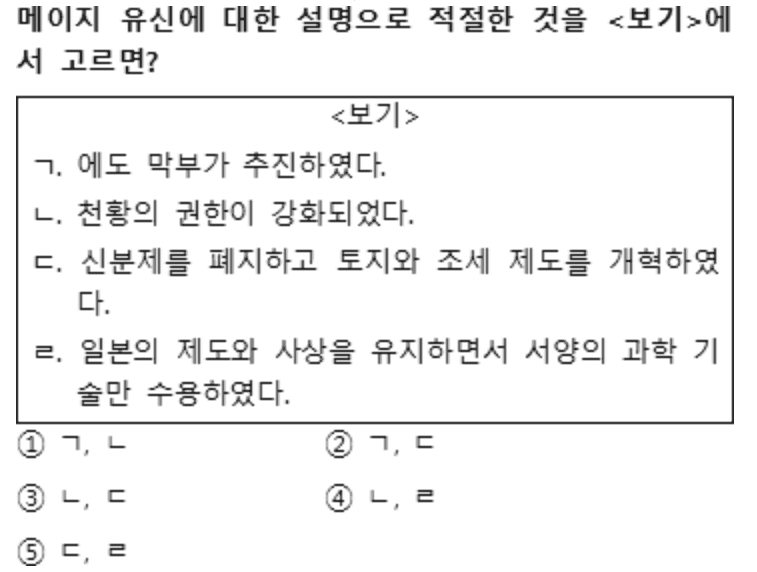 메이지 유신에 대한 설명으로 적절한 것을 <보기>에
서 고르면?
<보기>
ㄱ. 에도 막부가 추진하였다.
ㄴ. 천황의 권한이 강화되었다.
ㄷ. 신분제를 폐지하고 토지와 조세 제도를 개혁하였
다.
ㄹ. 일본의 제도와 사상을 유지하면서 서양의 과학 기
술만 수용하였다.
① ㄱ, ㄴ ② ㄱ, ㄷ
③ ㄴ, ㄷ ④ ㄴ, ㄹ
⑤ ㄷ, ㄹ